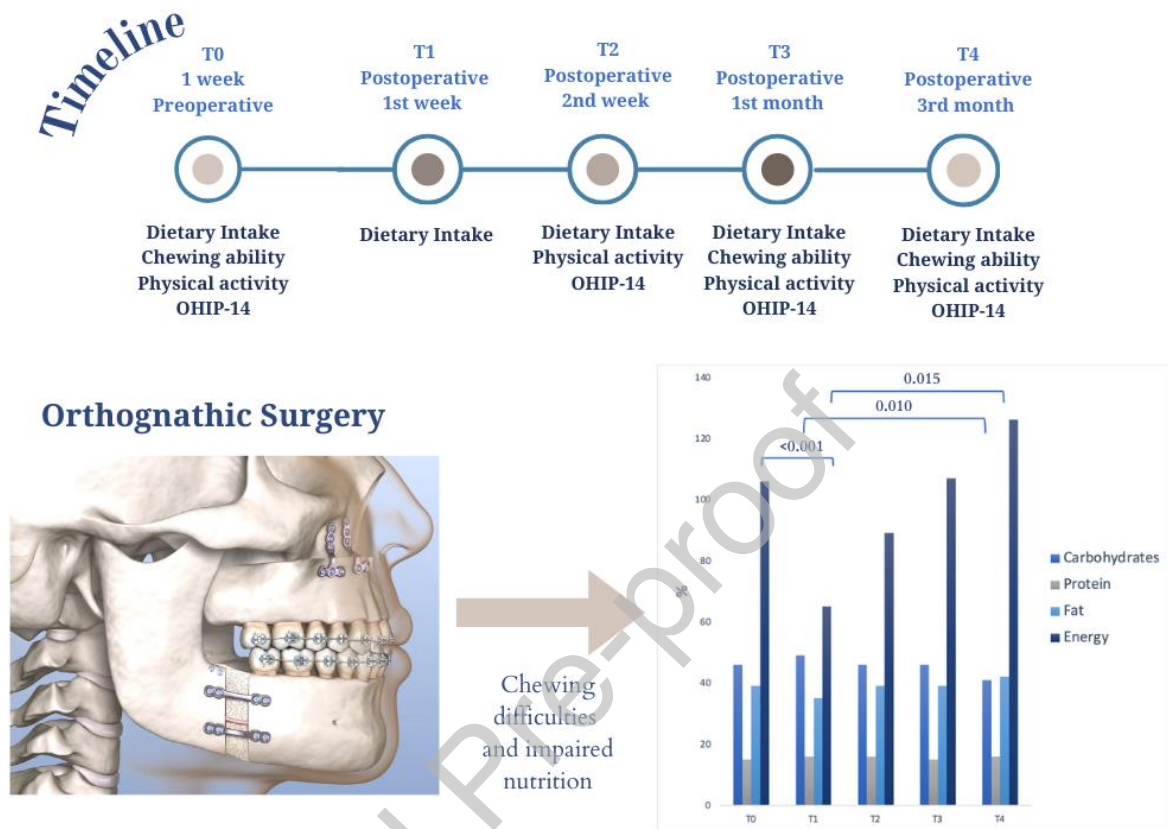 Timeline
T0
1 week
Preoperative
T1
Postoperative
1st week
T2
Postoperative
2nd week
T3
Postoperative
1st month
T4
Postoperative
3rd month
Dietary Intake
Chewing ability
Physical activity
OHIP-14
Dietary Intake
Dietary Intake
Physical activity
OHIP-14
Dietary Intake
Chewing ability
Physical activity
OHIP-14
Dietary Intake
Chewing ability
Physical activity
OHIP-14
Orthognathic Surgery
Chewing
difficulties
and impaired
nutrition
140
120
100
80
60
40
20
0
%
0.015
0.010
<0.001
T0
T1
T2
T3
T4
Carbohydrates
Protein
Fat
Energy
Pre-proof